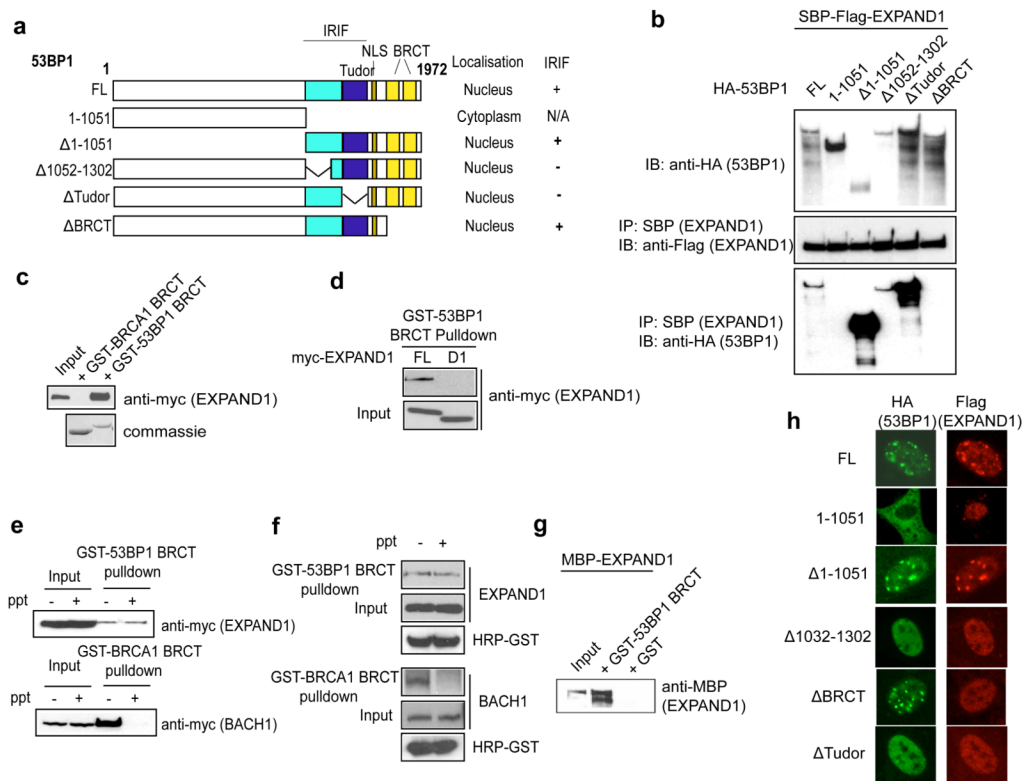 a
IRIF
NLS BRCT
53BP1 1 Tudor 1972 Localisation IRIF
FL Nucleus +
1-1051 Cytoplasm N/A
Δ1-1051 Nucleus +
Δ1052-1302 Nucleus -
ΔTudor Nucleus -
ΔBRCT Nucleus +
b
SBP-Flag-EXPAND1
HA-53BP1 FL 1-1051 Δ1-1051 Δ1052-1302 ΔTudor ΔBRCT
IB: anti-HA (53BP1)
IP: SBP (EXPAND1)
IB: anti-Flag (EXPAND1)
IP: SBP (EXPAND1)
IB: anti-HA (53BP1)
c
Input + GST-BRCA1 BRCT + GST-53BP1 BRCT
anti-myc (EXPAND1)
commassie
d
GST-53BP1
BRCT Pulldown
myc-EXPAND1 FL D1
anti-myc (EXPAND1)
Input
e
GST-53BP1 BRCT
Input pulldown
ppt - + - +
anti-myc (EXPAND1)
GST-BRCA1 BRCT
Input pulldown
ppt - + - +
anti-myc (BACH1)
f
ppt - +
GST-53BP1 BRCT
pulldown
EXPAND1
Input
HRP-GST
GST-BRCA1 BRCT
pulldown
BACH1
Input
HRP-GST
g
MBP-EXPAND1
Input + GST-53BP1 BRCT + GST
anti-MBP
(EXPAND1)
h
HA Flag
(53BP1) (EXPAND1)
FL
1-1051
Δ1-1051
Δ1032-1302
ΔBRCT
ΔTudor